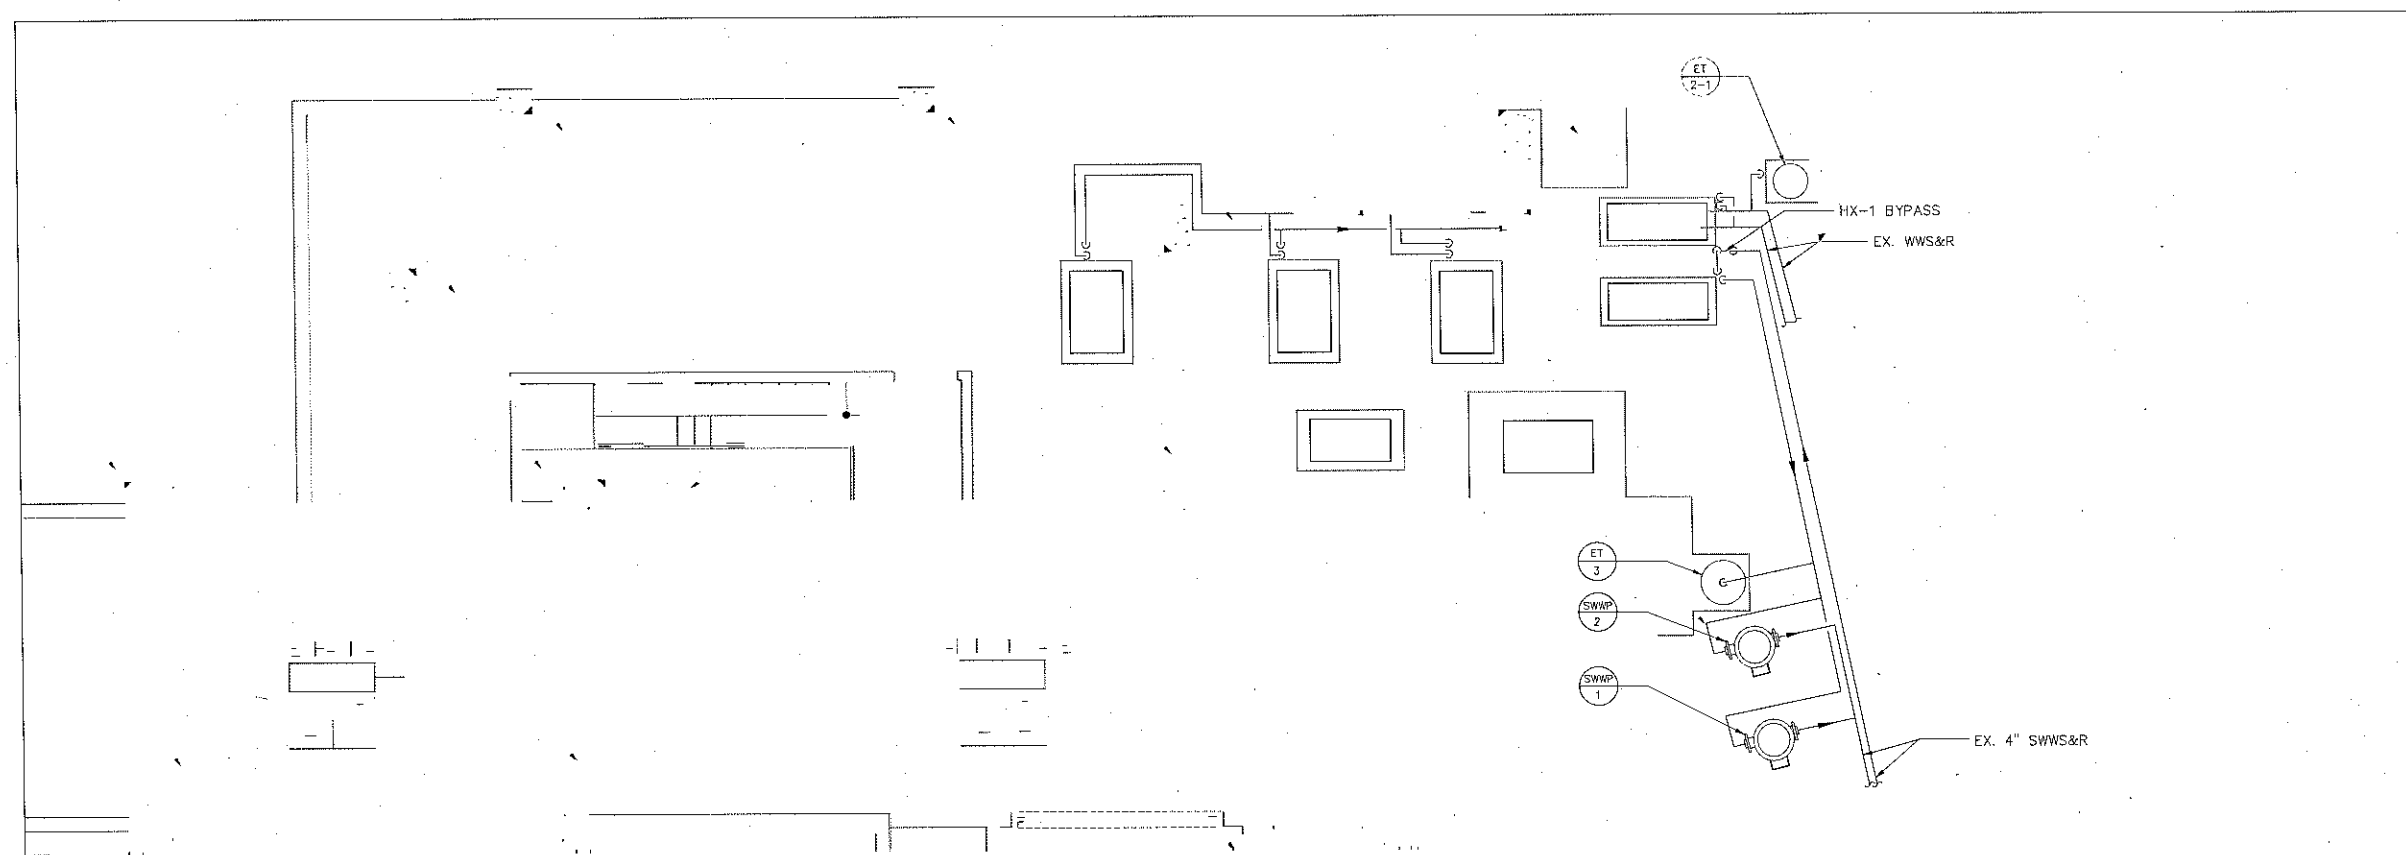 ET
2-1
HX-1 BYPASS
EX. WWS&R
ET
3
SWWP
2
SWWP
1
EX. 4" SWWS&R